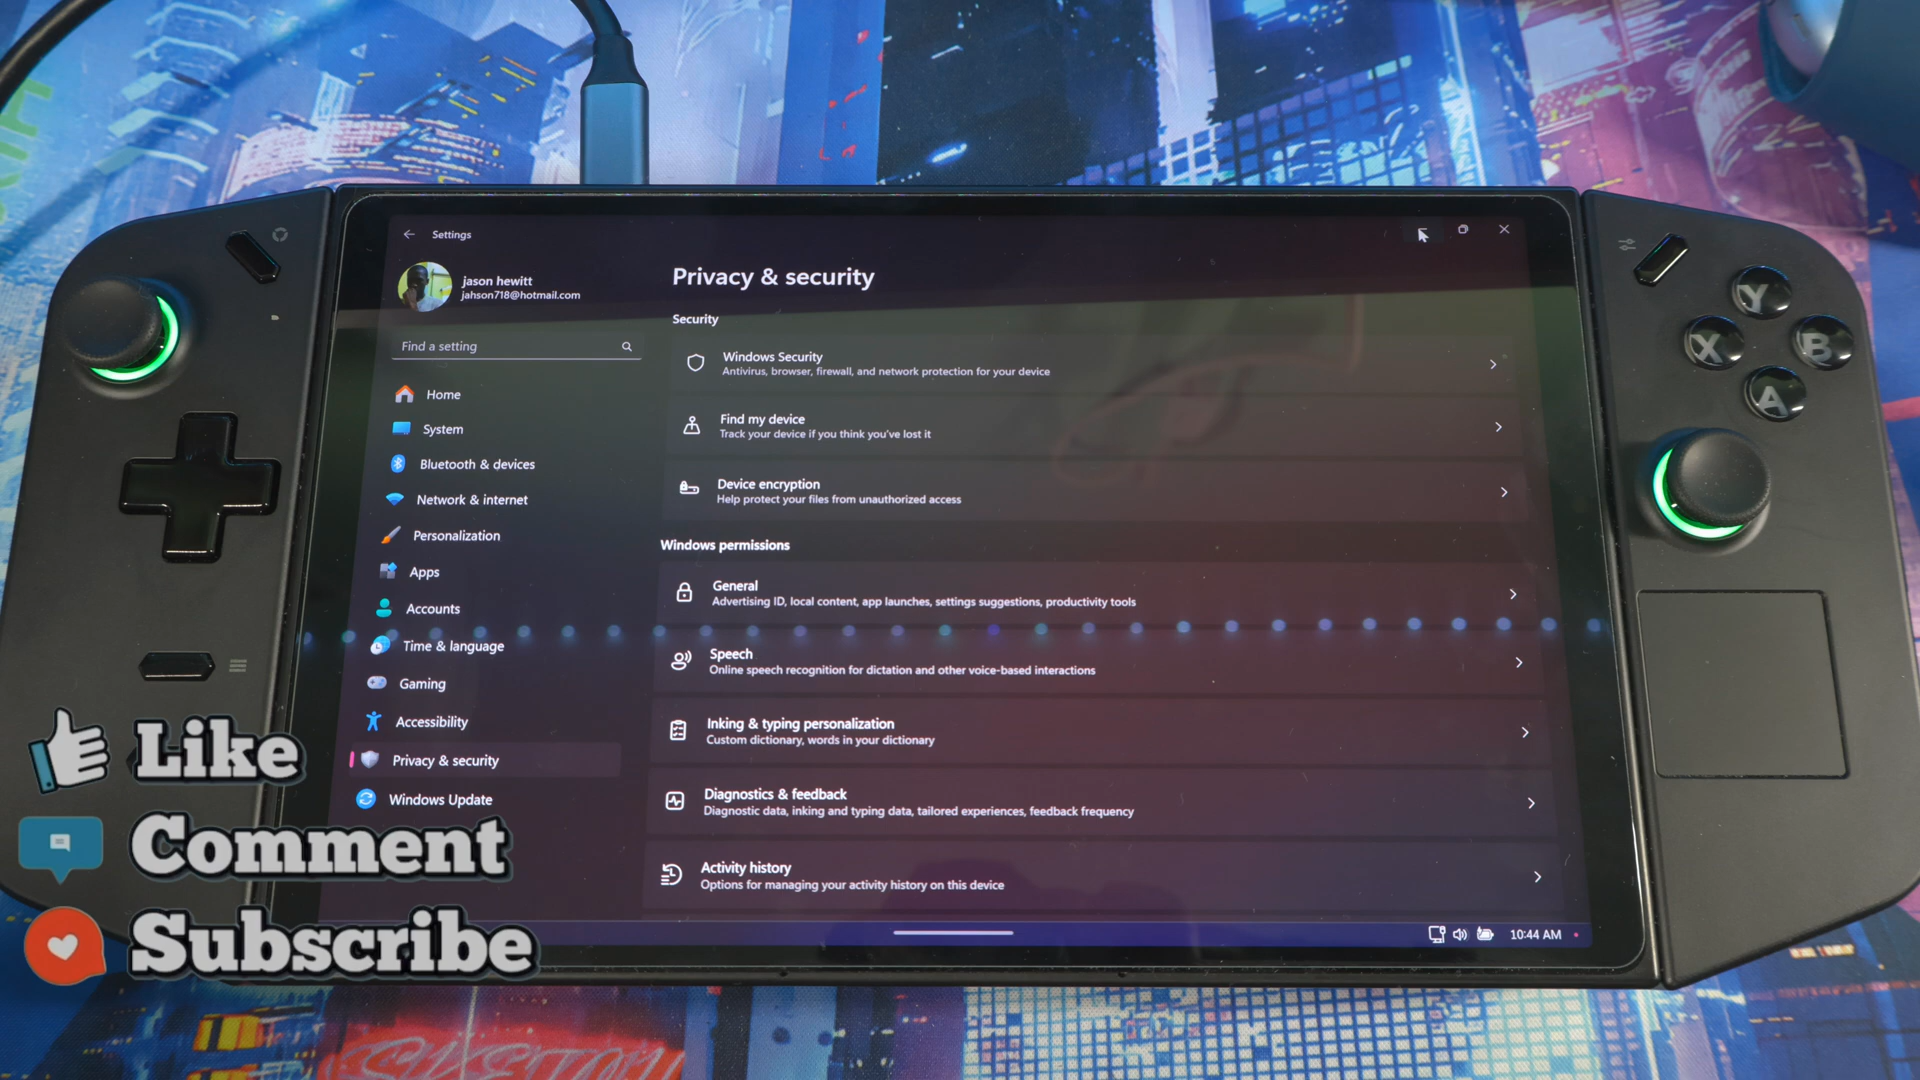 Settings
jason hewitt
jahson718@hotmail.com
Find a setting
Home
System
Bluetooth & devices
Network & internet
Personalization
Apps
Accounts
Time & language
Gaming
Accessibility
Privacy & security
Windows Update
Privacy & security
Security
Windows Security
Antivirus, browser, firewall, and network protection for your device
Find my device
Track your device if you think you've lost it
Device encryption
Help protect your files from unauthorized access
Windows permissions
General
Advertising ID, local content, app launches, settings suggestions, productivity tools
Speech
Online speech recognition for dictation and other voice-based interactions
Inking & typing personalization
Custom dictionary, words in your dictionary
Diagnostics & feedback
Diagnostic data, inking and typing data, tailored experiences, feedback frequency
Activity history
Options for managing your activity history on this device
10:44 AM
Y
X
B
A
Like
Comment
Subscribe